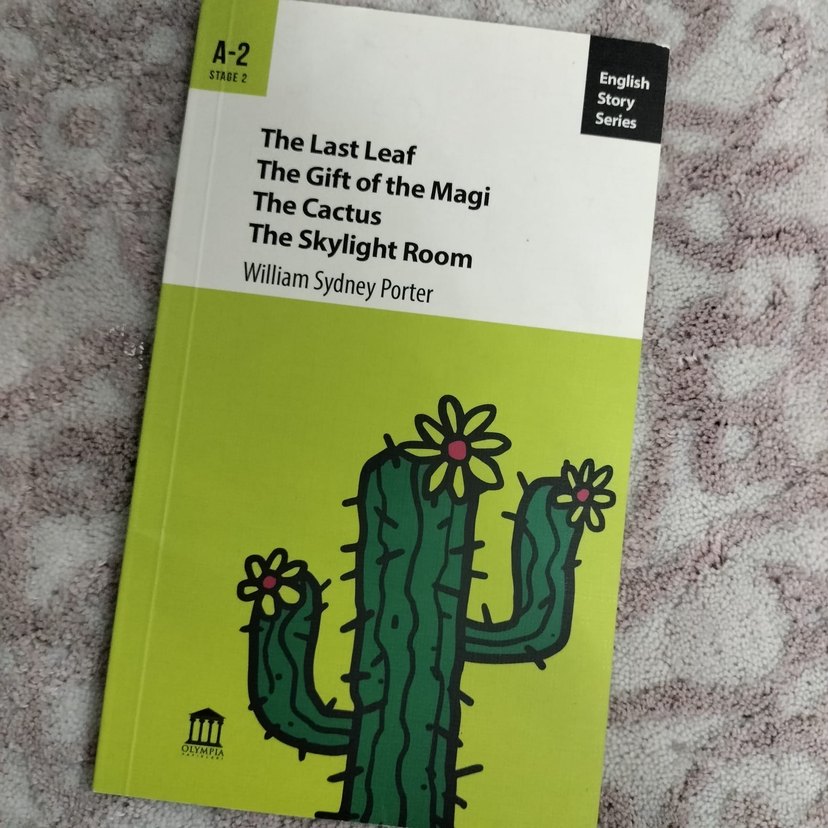 A-2
STAGE 2
English
Story
Series
The Last Leaf
The Gift of the Magi
The Cactus
The Skylight Room
William Sydney Porter
OLYMPIA
YAYINLARI